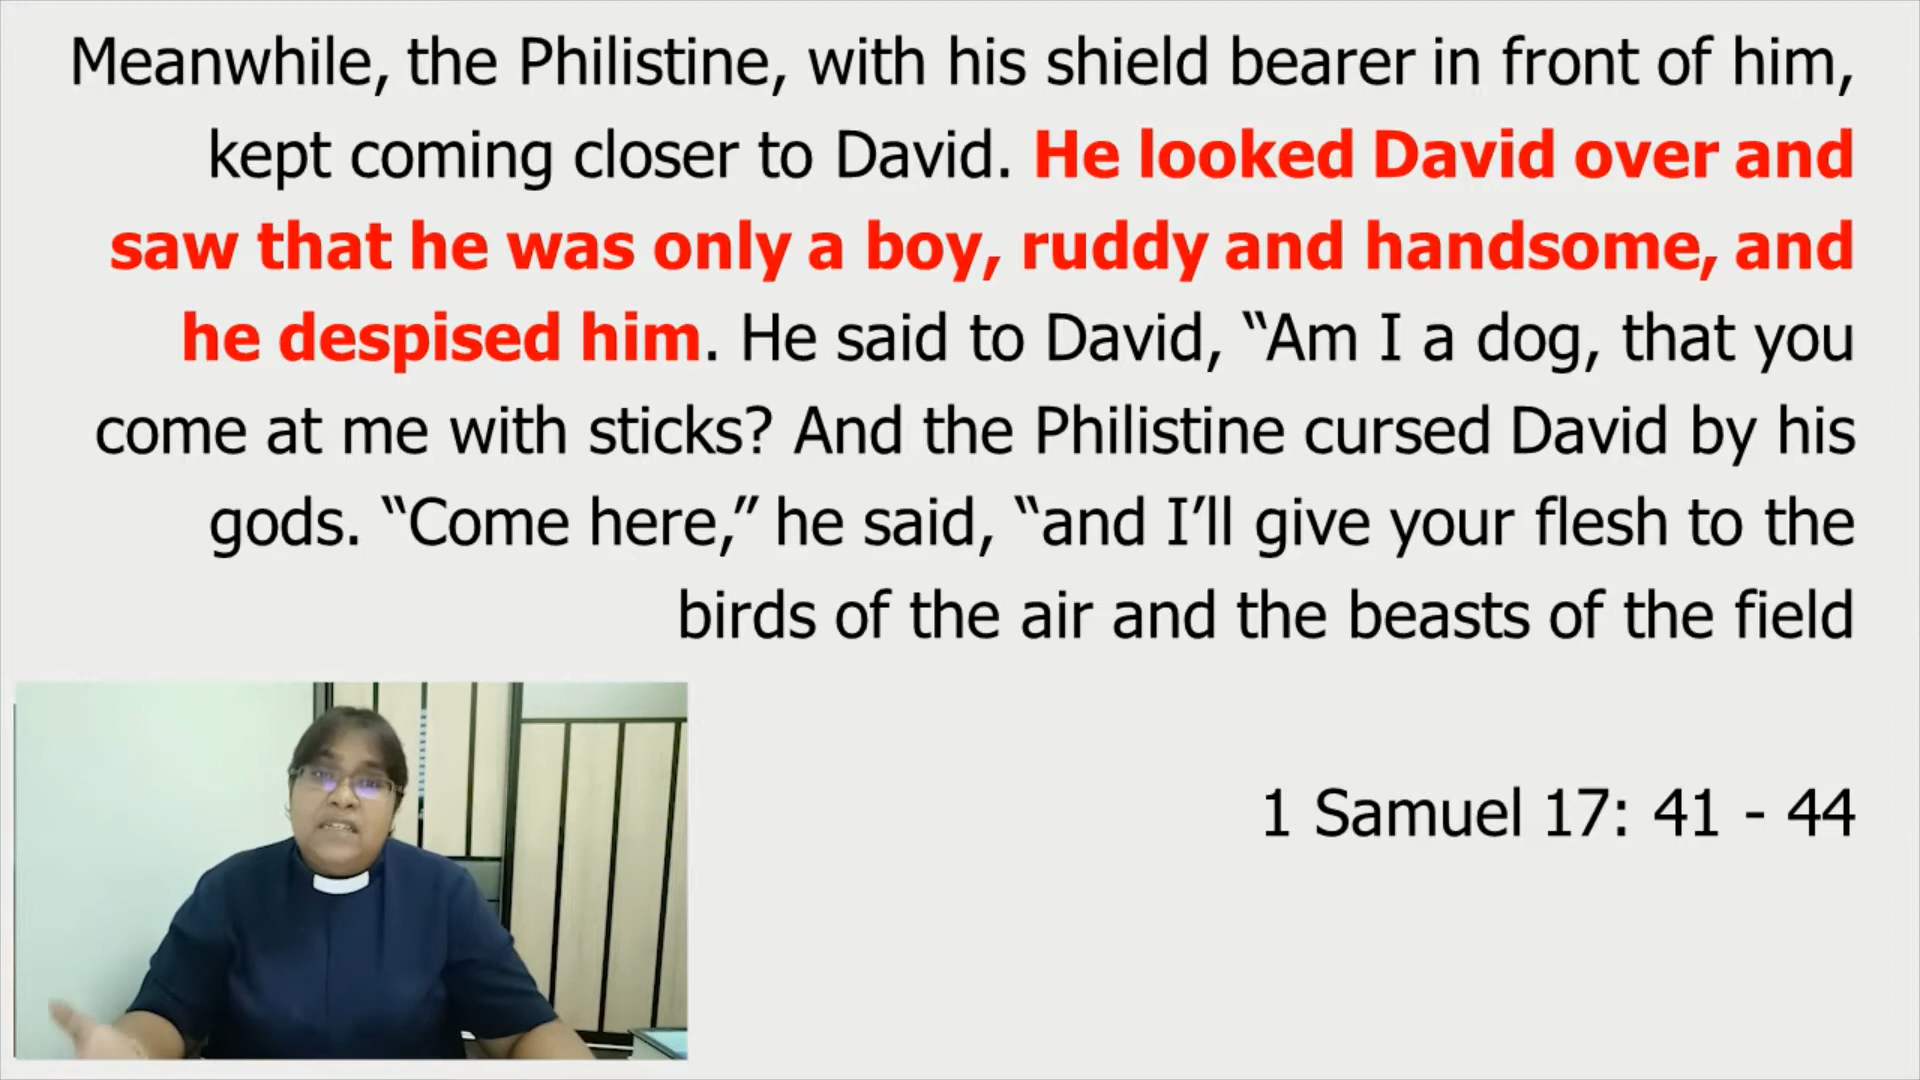 Meanwhile, the Philistine, with his shield bearer in front of him,
kept coming closer to David. He looked David over and
saw that he was only a boy, ruddy and handsome, and
he despised him. He said to David, “Am I a dog, that you
come at me with sticks? And the Philistine cursed David by his
gods. “Come here,” he said, “and I’ll give your flesh to the
birds of the air and the beasts of the field
1 Samuel 17: 41 - 44